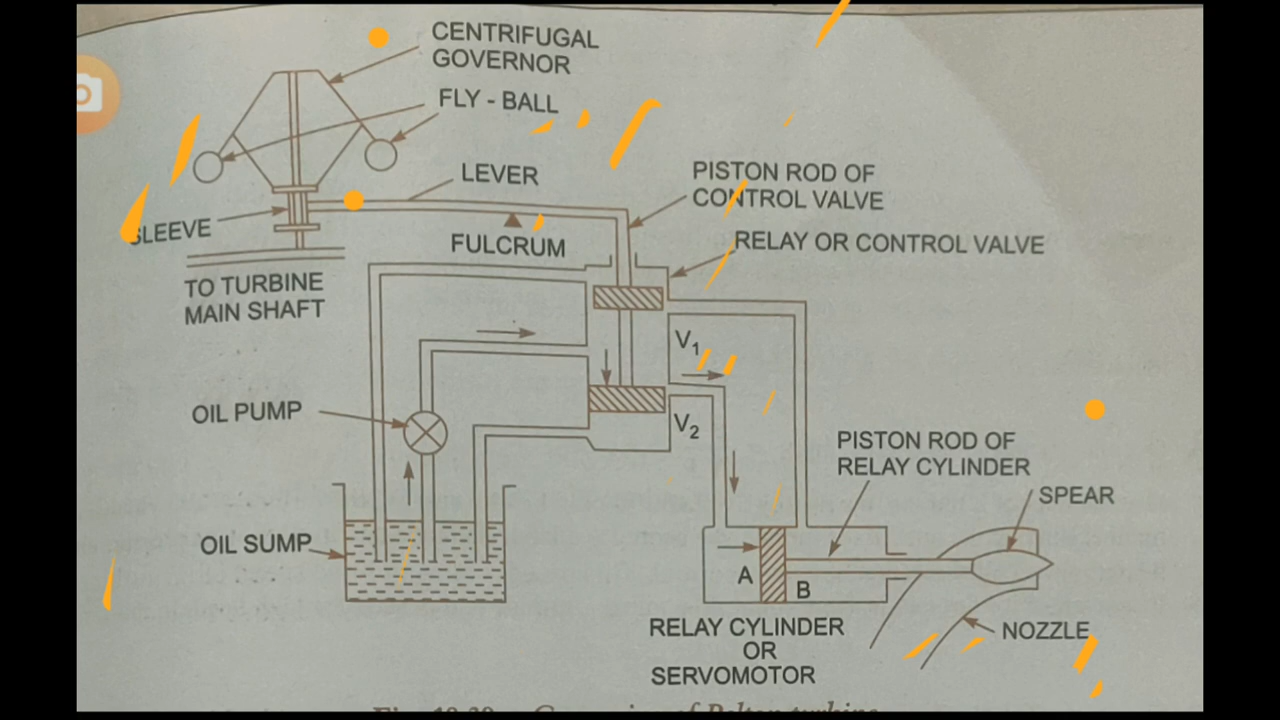 CENTRIFUGAL
GOVERNOR
FLY - BALL
LEVER
PISTON ROD OF
CONTROL VALVE
SLEEVE
FULCRUM
RELAY OR CONTROL VALVE
TO TURBINE
MAIN SHAFT
V1
OIL PUMP
V2
PISTON ROD OF
RELAY CYLINDER
SPEAR
OIL SUMP
A
B
RELAY CYLINDER
OR
SERVOMOTOR
NOZZLE